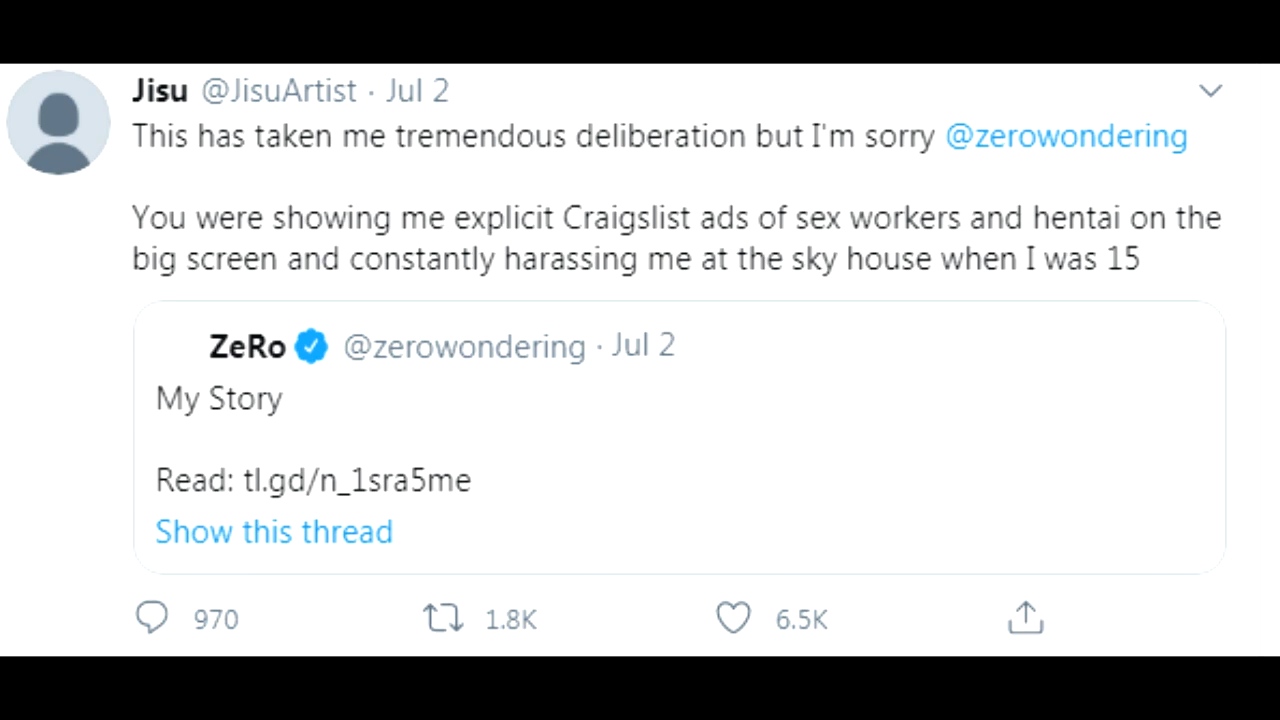 Jisu @JisuArtist · Jul 2
This has taken me tremendous deliberation but I'm sorry @zerowondering
You were showing me explicit Craigslist ads of sex workers and hentai on the
big screen and constantly harassing me at the sky house when I was 15
ZeRo @zerowondering · Jul 2
My Story
Read: tl.gd/n_1sra5me
Show this thread
970 1.8K 6.5K